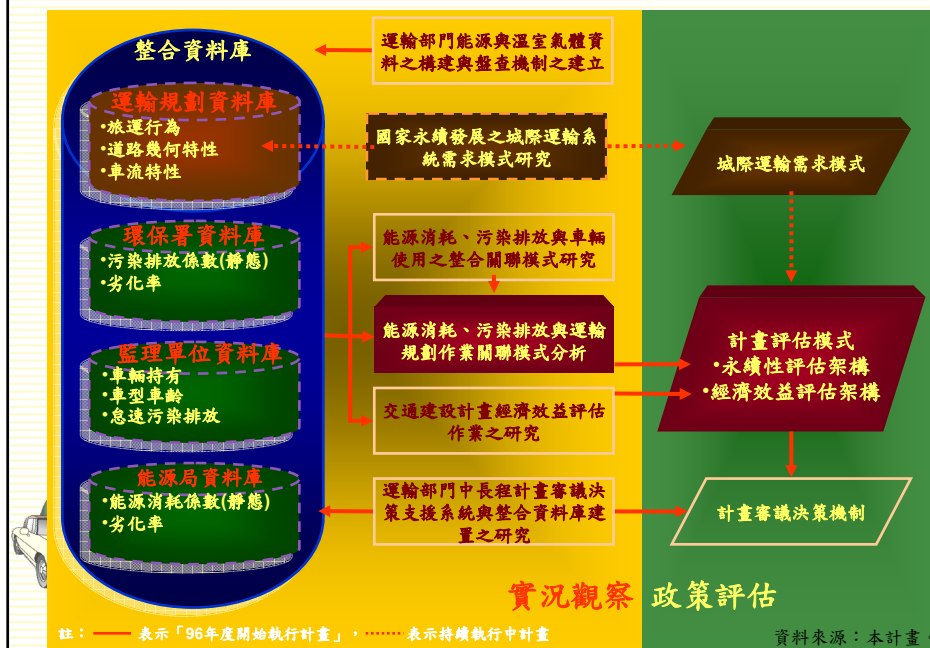 整合資料庫
運輸規劃資料庫
•旅運行為
•道路幾何特性
•車流特性
環保署資料庫
•污染排放係數(靜態)
•劣化率
監理單位資料庫
•車輛持有
•車型車齡
•怠速污染排放
能源局資料庫
•能源消耗係數(靜態)
•劣化率
運輸部門能源與溫室氣體資
料之構建與盤查機制之建立
國家永續發展之城際運輸系
統需求模式研究
能源消耗、污染排放與車輛
使用之整合關聯模式研究
能源消耗、污染排放與運輸
規劃作業關聯模式分析
交通建設計畫經濟效益評估
作業之研究
運輸部門中長程計畫審議決
策支援系統與整合資料庫建
置之研究
城際運輸需求模式
計畫評估模式
•永續性評估架構
•經濟效益評估架構
計畫審議決策機制
實況觀察
政策評估
註：
表示「96年度開始執行計畫」，
表示持續執行中計畫
資料來源：本計畫